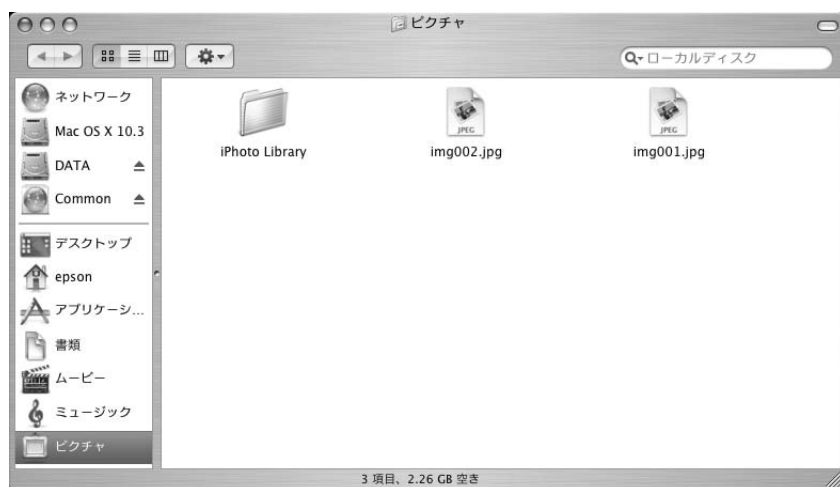 ピクチャ
ローカルディスク
ネットワーク
Mac OS X 10.3
DATA
Common
デスクトップ
epson
アプリケーシ...
書類
ムービー
ミュージック
ピクチャ
iPhoto Library
JPEG
img002.jpg
JPEG
img001.jpg
3 項目、2.26 GB 空き